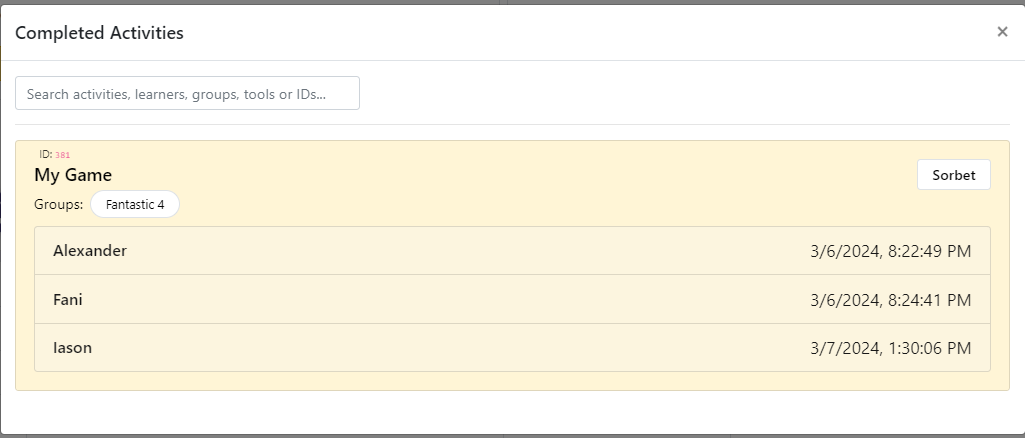 Completed Activities ×
Search activities, learners, groups, tools or IDs...
ID: 381
My Game
Sorbet
Groups: Fantastic 4
Alexander 3/6/2024, 8:22:49 PM
Fani 3/6/2024, 8:24:41 PM
Iason 3/7/2024, 1:30:06 PM